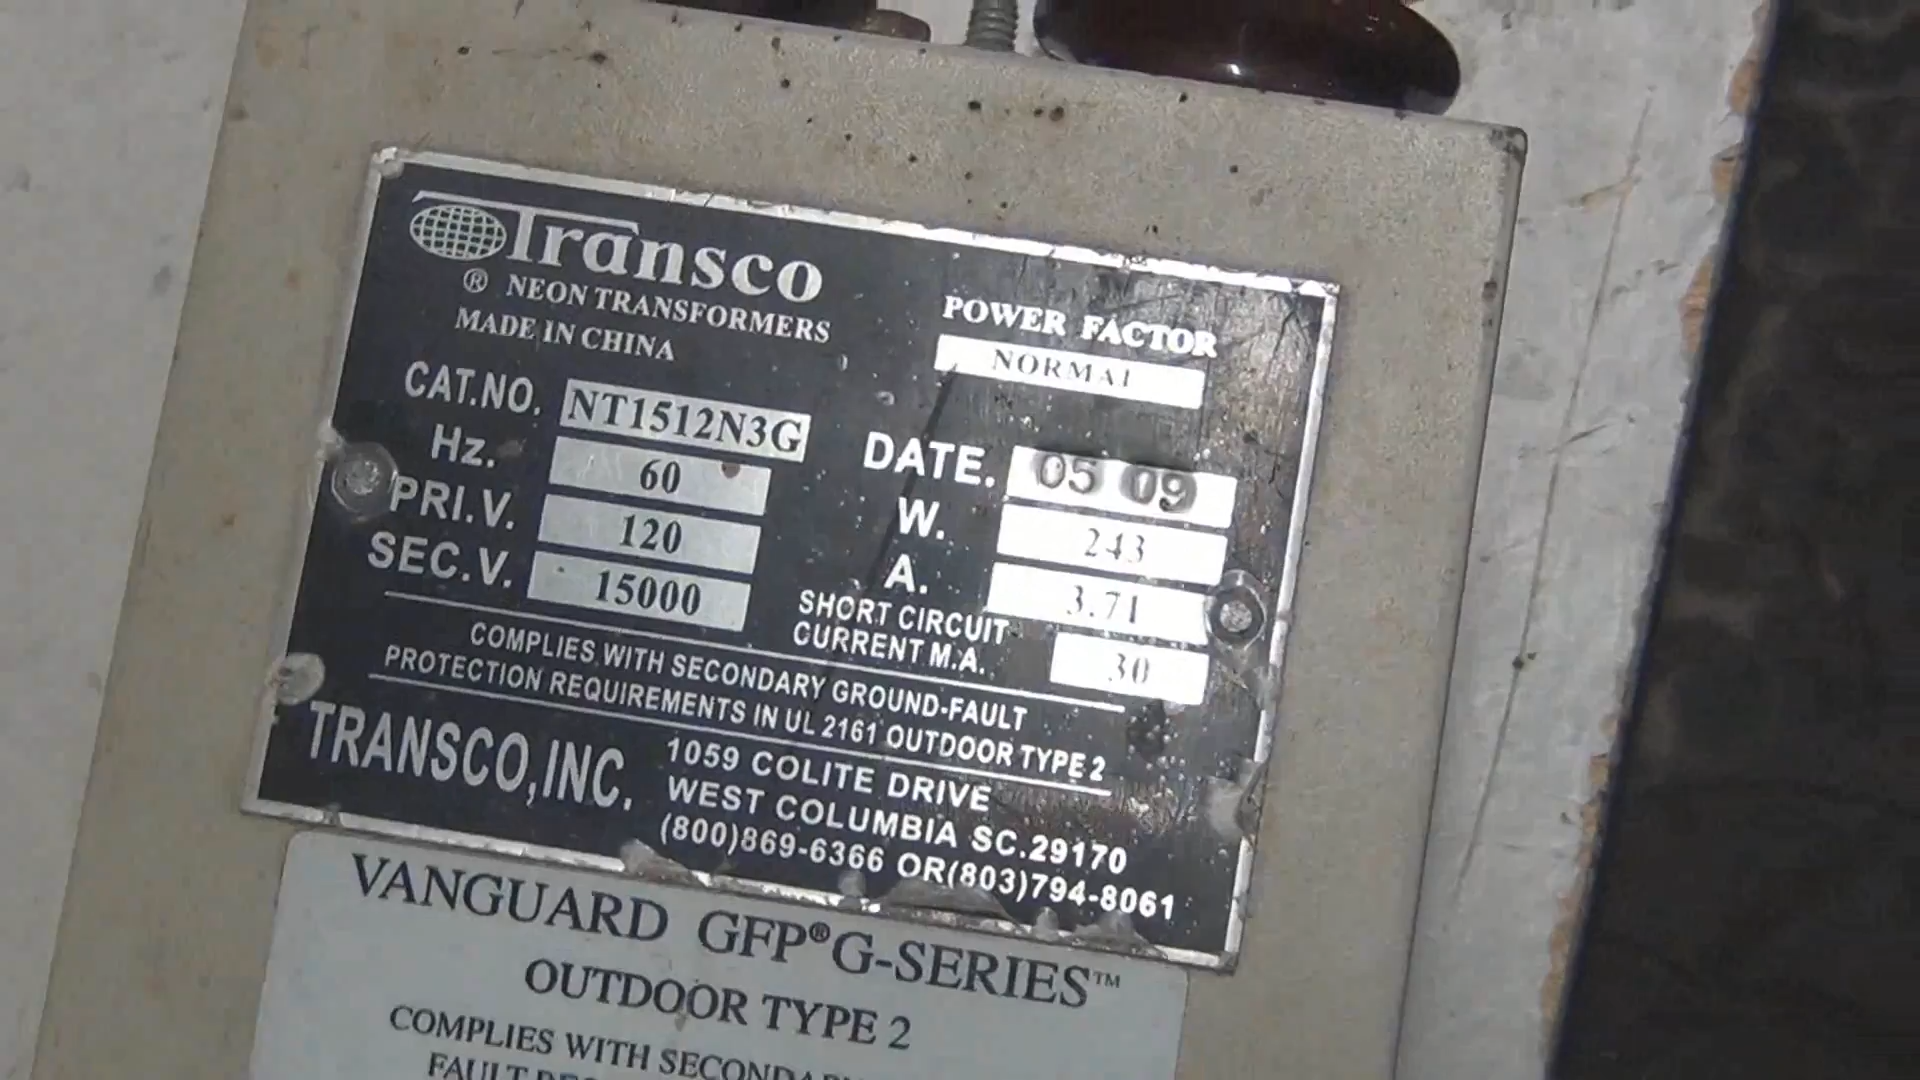 Transco
® NEON TRANSFORMERS
MADE IN CHINA
POWER FACTOR
NORMAL
CAT.NO. NT1512N3G
Hz. 60
PRI.V. 120
SEC.V. 15000
DATE. 05 09
W. 243
A. 3.71
SHORT CIRCUIT
CURRENT M.A. 30
COMPLIES WITH SECONDARY GROUND-FAULT
PROTECTION REQUIREMENTS IN UL 2161 OUTDOOR TYPE 2
TRANSCO,INC.
1059 COLITE DRIVE
WEST COLUMBIA SC.29170
(800)869-6366 OR(803)794-8061
VANGUARD GFP® G-SERIES™
OUTDOOR TYPE 2
COMPLIES WITH
FAULT